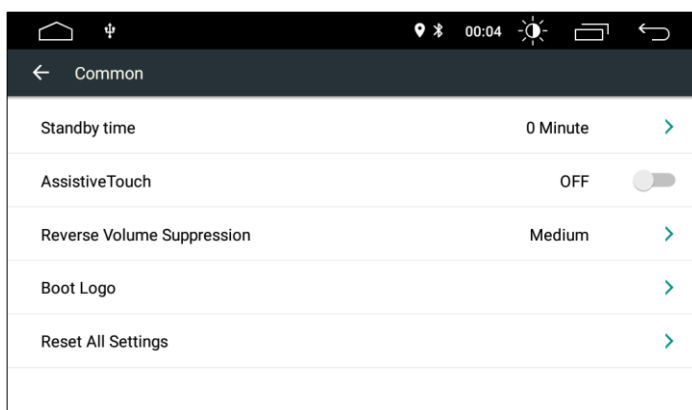 00:04
Common
Standby time 0 Minute
AssistiveTouch OFF
Reverse Volume Suppression Medium
Boot Logo
Reset All Settings